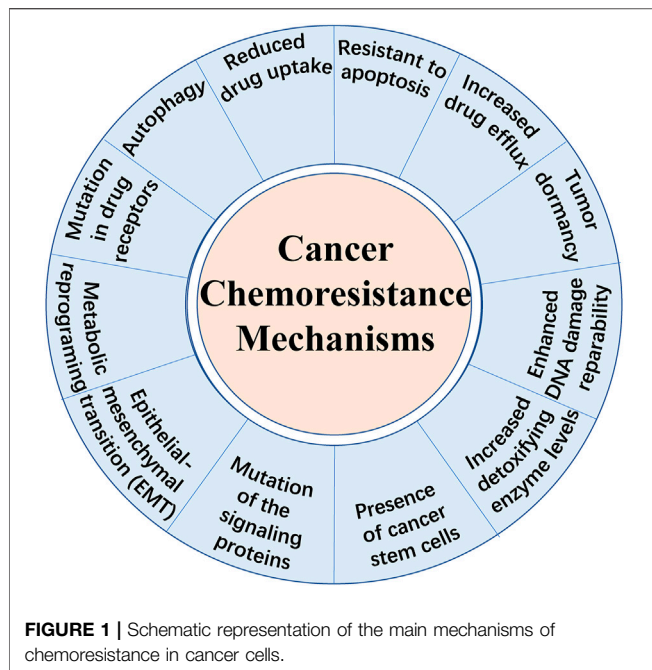 Cancer
Chemoresistance
Mechanisms
Resistant to
apoptosis
Increased
drug efflux
Tumor
dormancy
Enhanced
DNA damage
reparability
Increased
detoxifying
enzyme levels
Presence
of cancer
stem cells
Mutation
of the
signaling
proteins
Epithelial-
mesenchymal
transition (EMT)
Metabolic
reprograming
Mutation
in drug
receptors
Autophagy
Reduced
drug uptake
FIGURE 1 | Schematic representation of the main mechanisms of
chemoresistance in cancer cells.